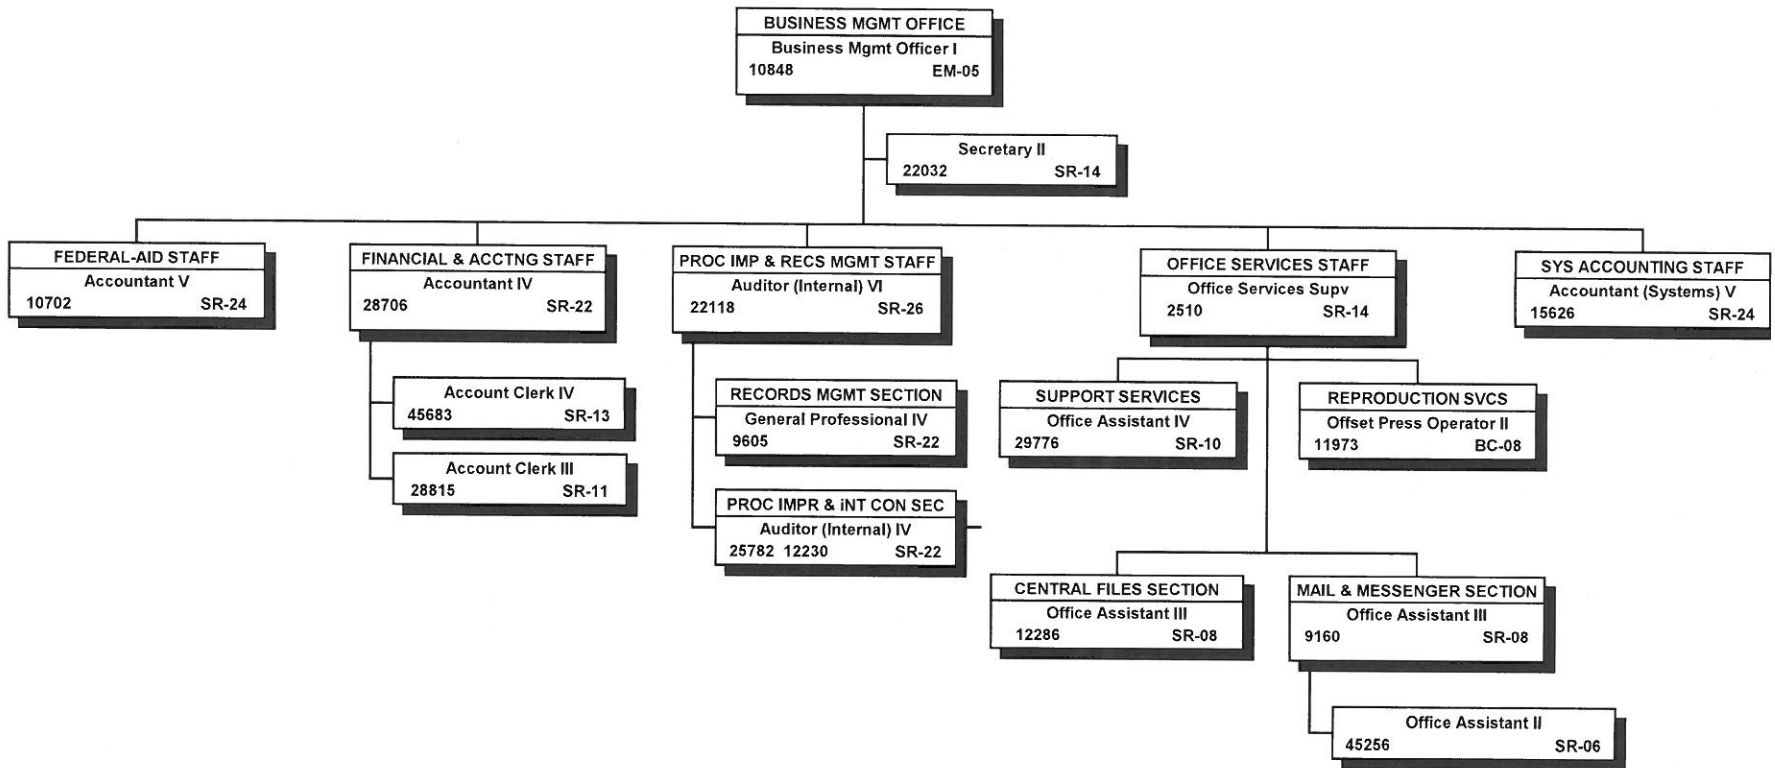 BUSINESS MGMT OFFICE
Business Mgmt Officer I
10848 EM-05
Secretary II
22032 SR-14
FEDERAL-AID STAFF
Accountant V
10702 SR-24
FINANCIAL & ACCTNG STAFF
Accountant IV
28706 SR-22
Account Clerk IV
45683 SR-13
Account Clerk III
28815 SR-11
PROC IMP & RECS MGMT STAFF
Auditor (Internal) VI
22118 SR-26
RECORDS MGMT SECTION
General Professional IV
9605 SR-22
PROC IMPR & iNT CON SEC
Auditor (Internal) IV
25782 12230 SR-22
OFFICE SERVICES STAFF
Office Services Supv
2510 SR-14
SUPPORT SERVICES
Office Assistant IV
29776 SR-10
REPRODUCTION SVCS
Offset Press Operator II
11973 BC-08
CENTRAL FILES SECTION
Office Assistant III
12286 SR-08
MAIL & MESSENGER SECTION
Office Assistant III
9160 SR-08
Office Assistant II
45256 SR-06
SYS ACCOUNTING STAFF
Accountant (Systems) V
15626 SR-24